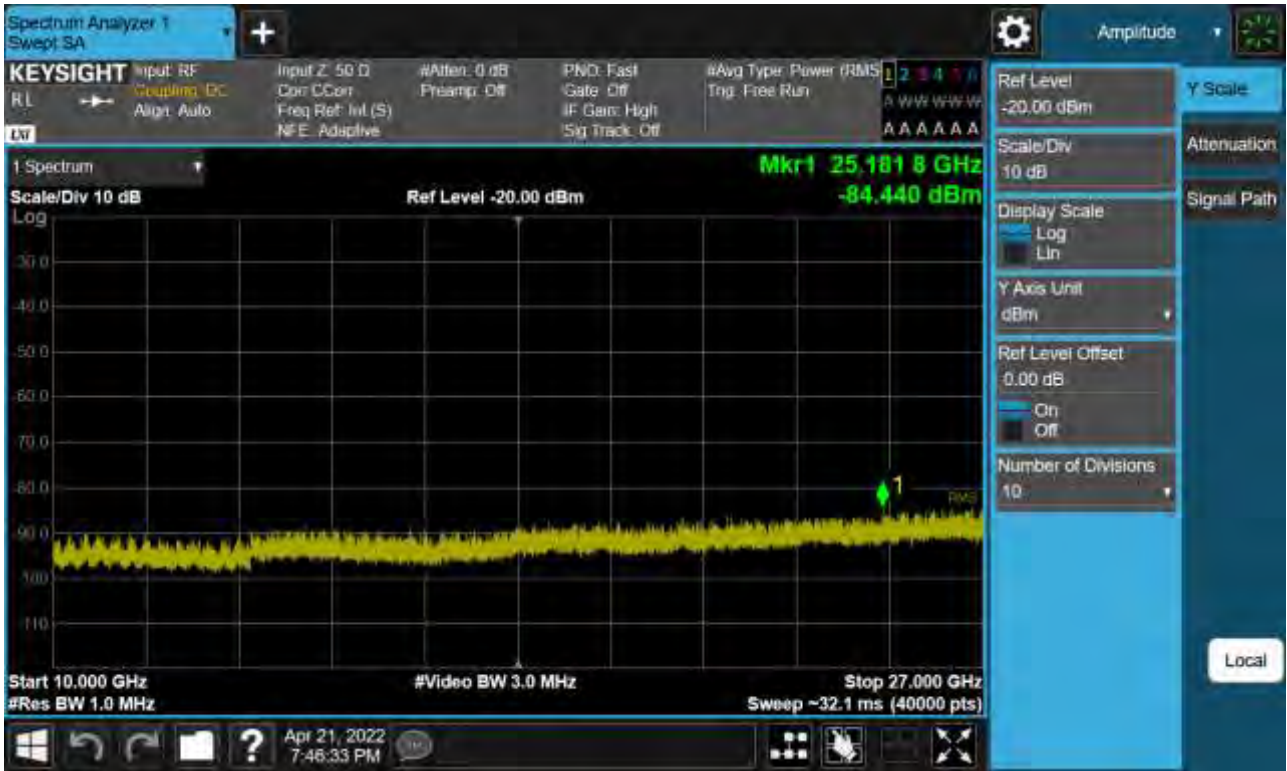 Spectrum Analyzer 1
Swept SA
+
Amplitude
KEYSIGHT
RL
Input: RF
Coupling: DC
Align: Auto
Input Z: 50 Ω
Corr CCorr
Freq Ref: Int (S)
NFE: Adaptive
#Atten: 0 dB
Preamp: Off
PNO: Fast
Gate: Off
IF Gain: High
Sig Track: Off
#Avg Type: Power (RMS
Trig: Free Run
1 2 3 4 5 6
A W W W W W
A A A A A A
1 Spectrum
Scale/Div 10 dB
Ref Level -20.00 dBm
Mkr1 25.181 8 GHz
-84.440 dBm
Log
-30.0
-40.0
-50.0
-60.0
-70.0
-80.0
-90.0
-100
-110
1
RMS
Start 10.000 GHz
#Res BW 1.0 MHz
#Video BW 3.0 MHz
Stop 27.000 GHz
Sweep ~32.1 ms (40000 pts)
Ref Level
-20.00 dBm
Scale/Div
10 dB
Display Scale
Log
Lin
Y Axis Unit
dBm
Ref Level Offset
0.00 dB
On
Off
Number of Divisions
10
Y Scale
Attenuation
Signal Path
Local
?
Apr 21, 2022
7:46:33 PM